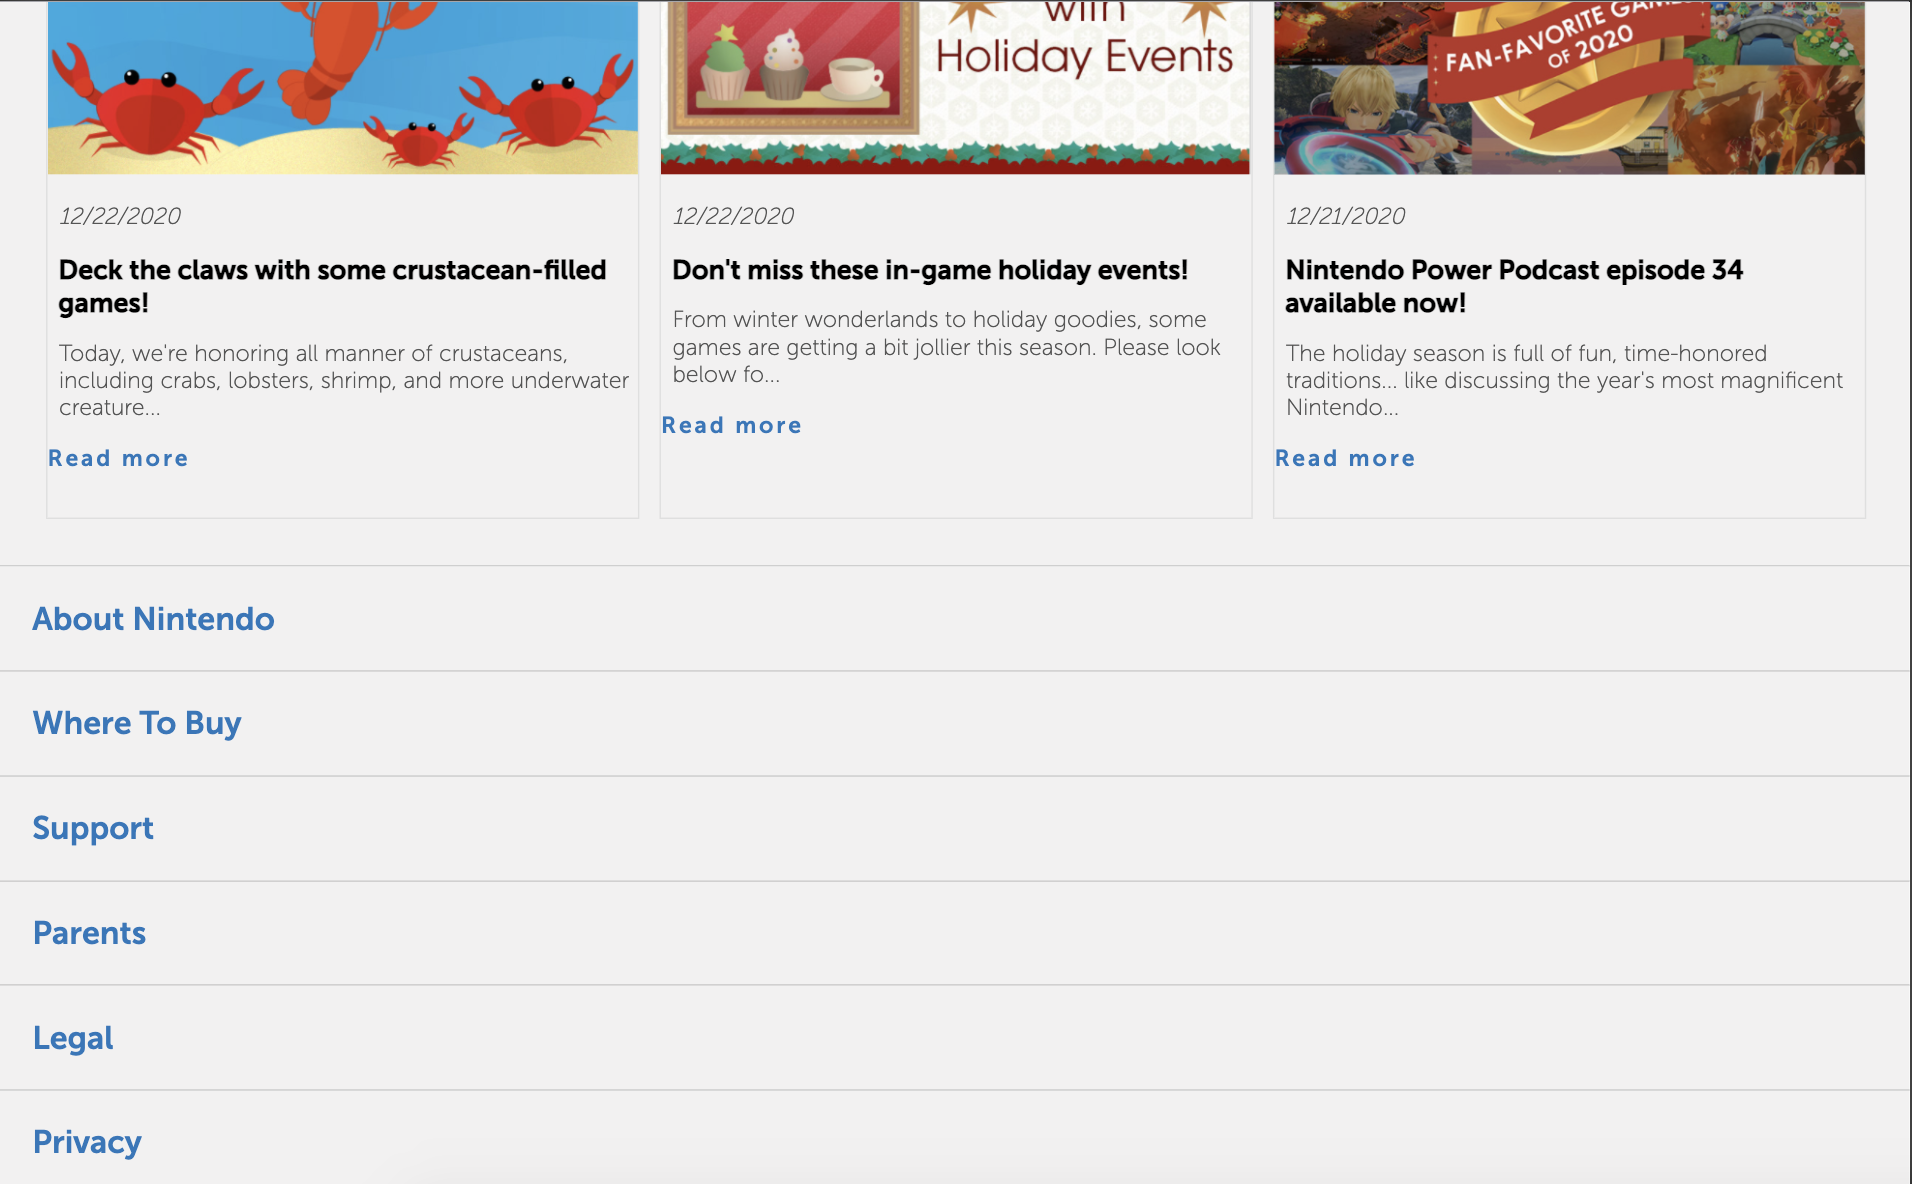 with
Holiday Events
FAN-FAVORITE GAMES
OF 2020
12/22/2020
Deck the claws with some crustacean-filled
games!
Today, we're honoring all manner of crustaceans,
including crabs, lobsters, shrimp, and more underwater
creature...
Read more
12/22/2020
Don't miss these in-game holiday events!
From winter wonderlands to holiday goodies, some
games are getting a bit jollier this season. Please look
below fo...
Read more
12/21/2020
Nintendo Power Podcast episode 34
available now!
The holiday season is full of fun, time-honored
traditions... like discussing the year's most magnificent
Nintendo...
Read more
About Nintendo
Where To Buy
Support
Parents
Legal
Privacy